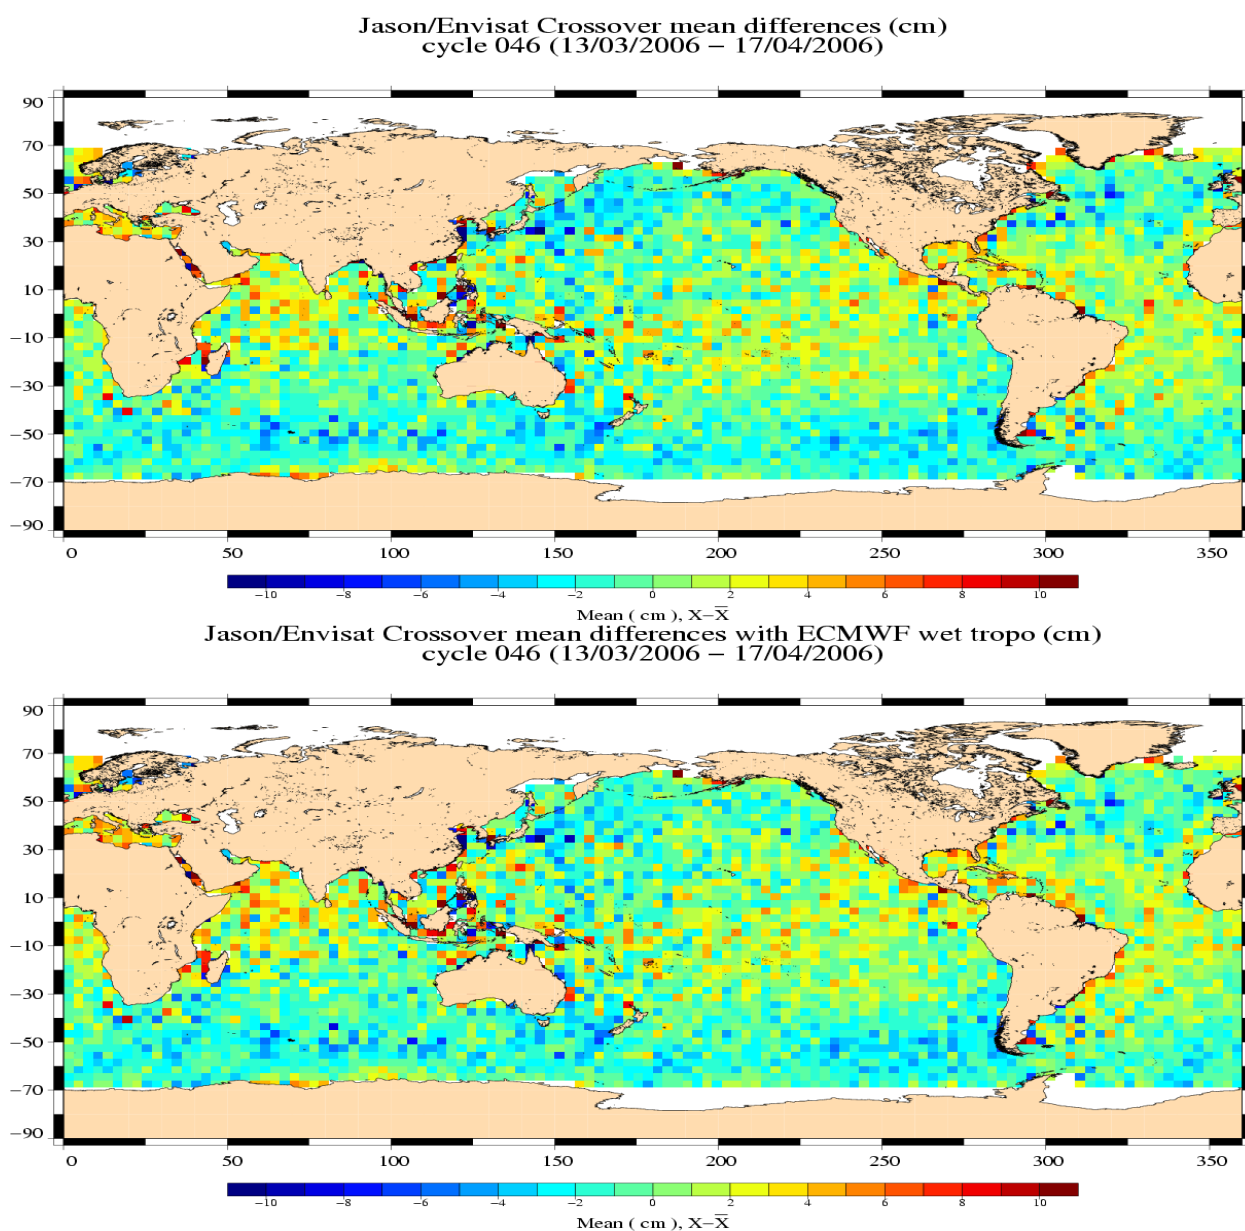 Jason/Envisat Crossover mean differences (cm)
cycle 046 (13/03/2006 − 17/04/2006)
90
70
50
30
10
−10
−30
−50
−70
−90
0 50 100 150 200 250 300 350
−10 −8 −6 −4 −2 0 2 4 6 8 10
Mean ( cm ), X−X̅
Jason/Envisat Crossover mean differences with ECMWF wet tropo (cm)
cycle 046 (13/03/2006 − 17/04/2006)
90
70
50
30
10
−10
−30
−50
−70
−90
0 50 100 150 200 250 300 350
−10 −8 −6 −4 −2 0 2 4 6 8 10
Mean ( cm ), X−X̅